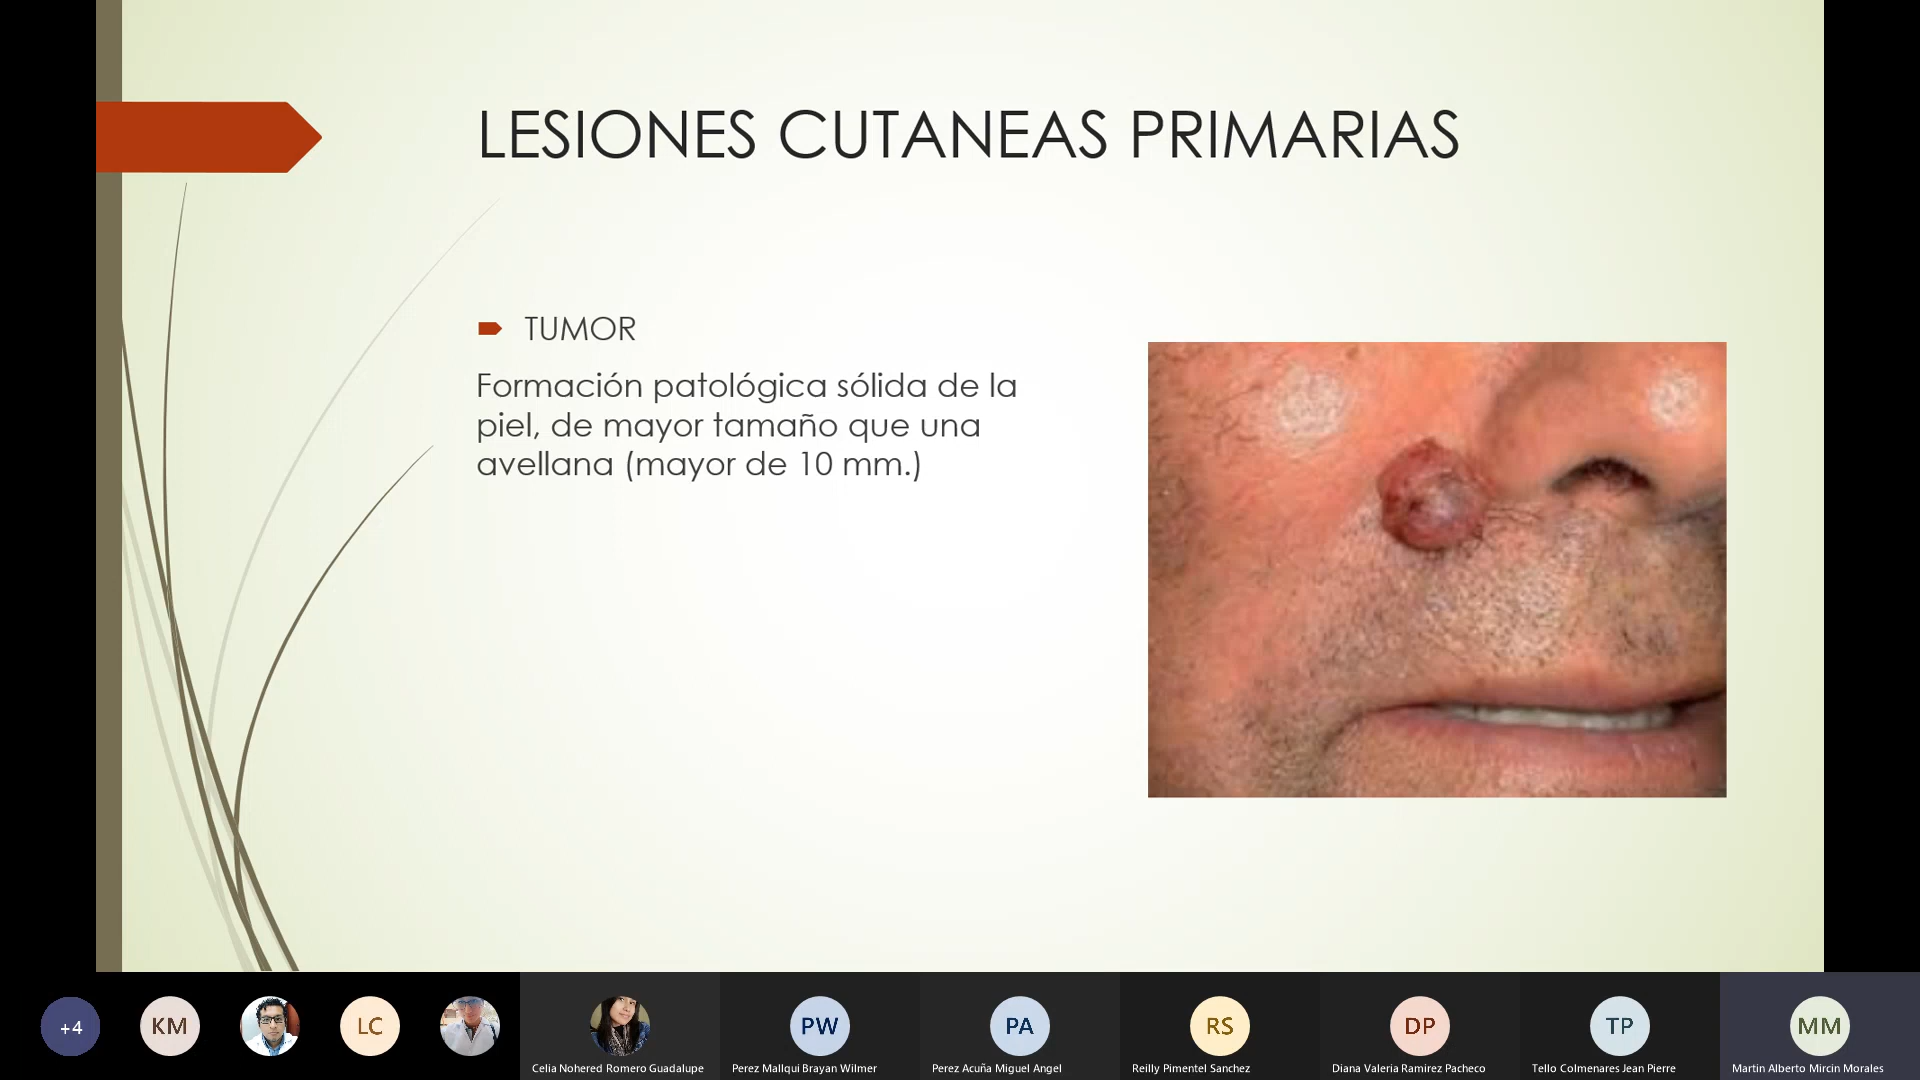 LESIONES CUTANEAS PRIMARIAS
TUMOR
Formación patológica sólida de la
piel, de mayor tamaño que una
avellana (mayor de 10 mm.)
+4
KM
LC
PW
PA
RS
DP
TP
MM
Celia Nohered Romero Guadalupe
Perez Mallqui Brayan Wilmer
Perez Acuña Miguel Angel
Reilly Pimentel Sanchez
Diana Valeria Ramirez Pacheco
Tello Colmenares Jean Pierre
Martin Alberto Mircin Morales